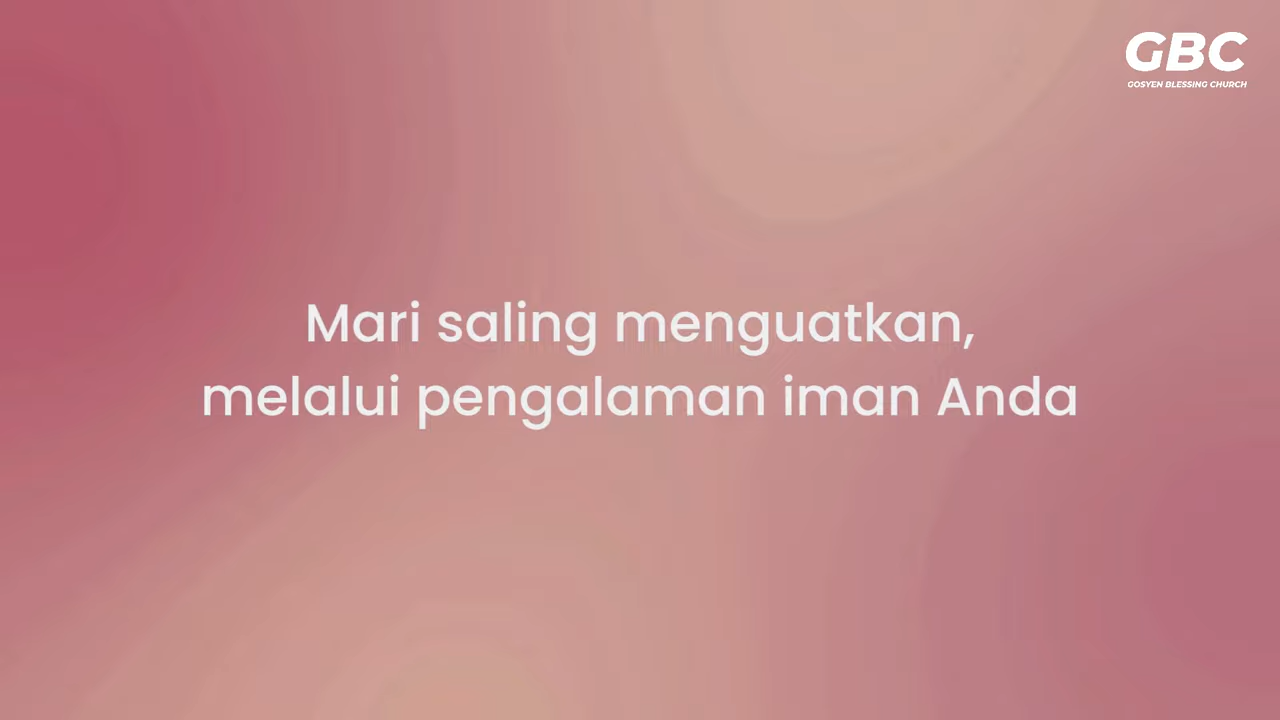 GBC
GOSYEN BLESSING CHURCH
Mari saling menguatkan,
melalui pengalaman iman Anda